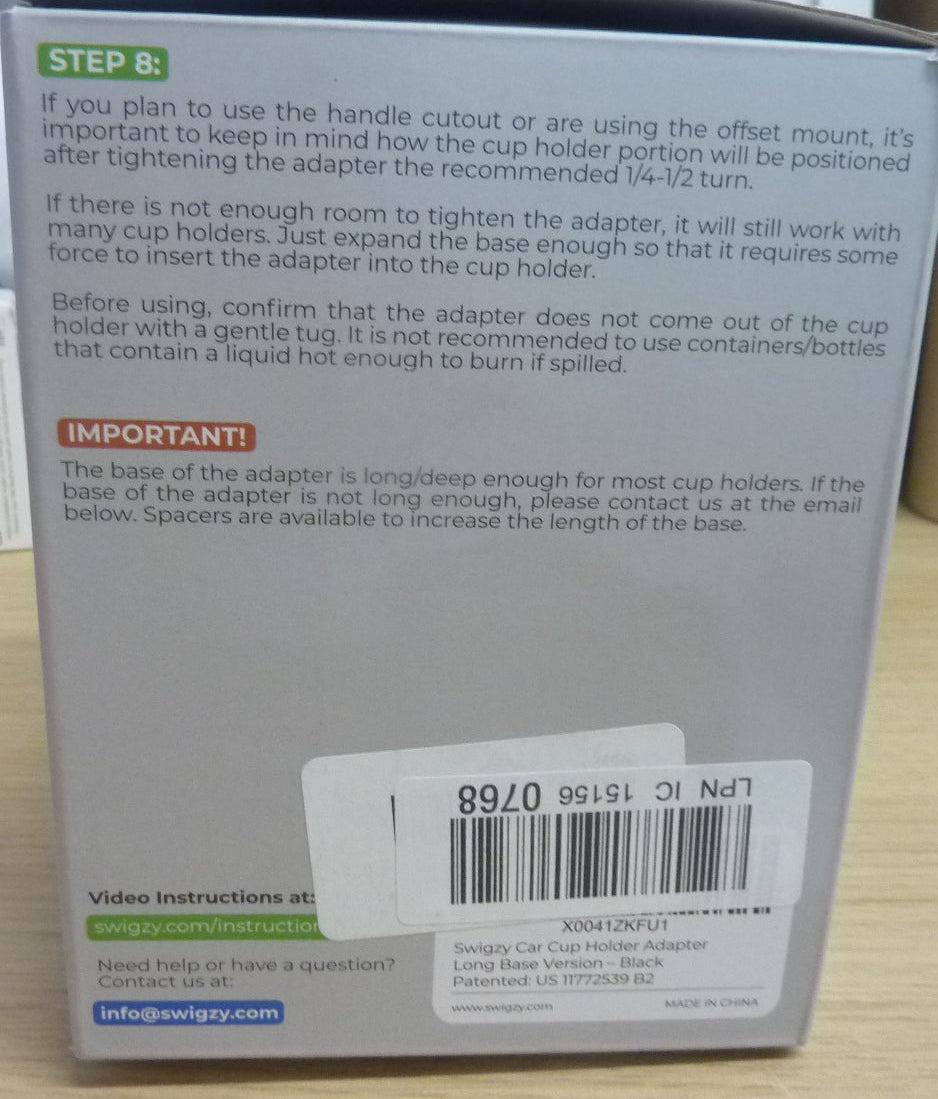 STEP 8:
If you plan to use the handle cutout or are using the offset mount, it's
important to keep in mind how the cup holder portion will be positioned
after tightening the adapter the recommended 1/4-1/2 turn.
If there is not enough room to tighten the adapter, it will still work with
many cup holders. Just expand the base enough so that it requires some
force to insert the adapter into the cup holder.
Before using, confirm that the adapter does not come out of the cup
holder with a gentle tug. It is not recommended to use containers/bottles
that contain a liquid hot enough to burn if spilled.
IMPORTANT!
The base of the adapter is long/deep enough for most cup holders. If the
base of the adapter is not long enough, please contact us at the email
below. Spacers are available to increase the length of the base.
LPN IC 15156 0768
Video Instructions at:
swigzy.com/instruction
Need help or have a question?
Contact us at:
info@swigzy.com
X0041ZKFU1
Swigzy Car Cup Holder Adapter
Long Base Version - Black
Patented: US 11772539 B2
www.swigzy.com
MADE IN CHINA